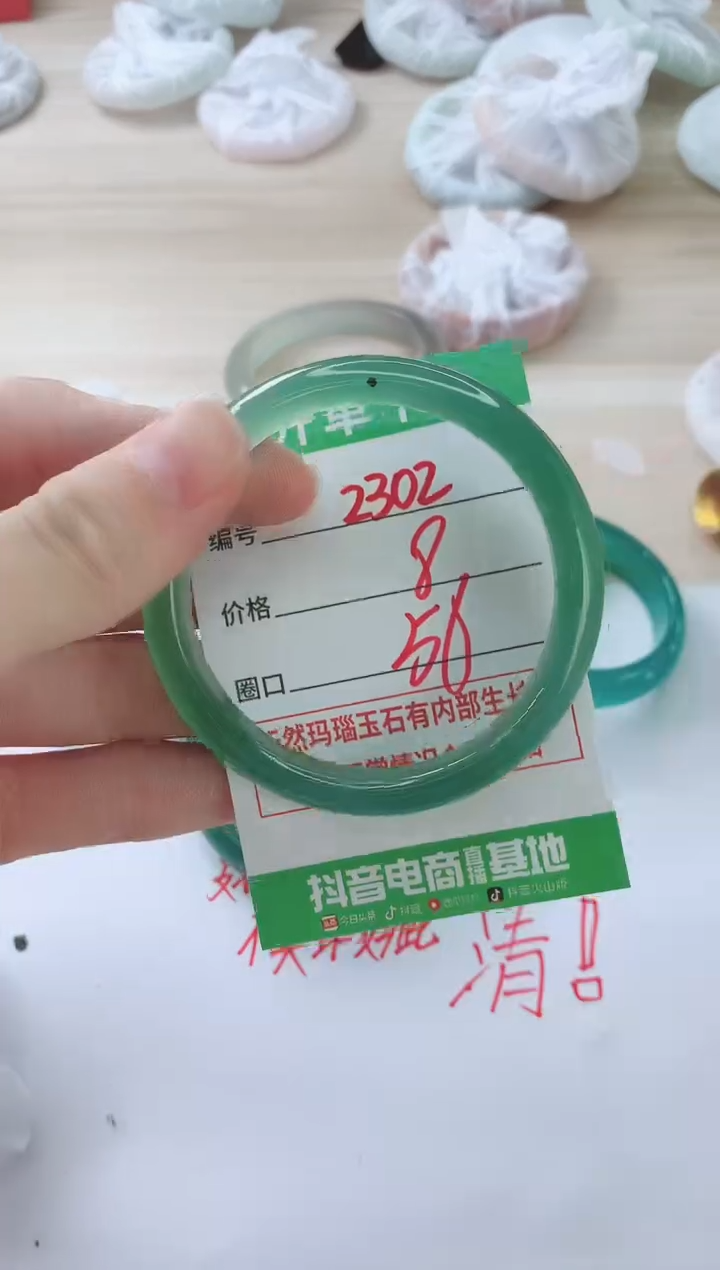 编号 2302
价格 8
圈口 56
然玛瑙玉石有内部生长
抖音电商直播基地
今日头条 抖音 抖音火山版
清!